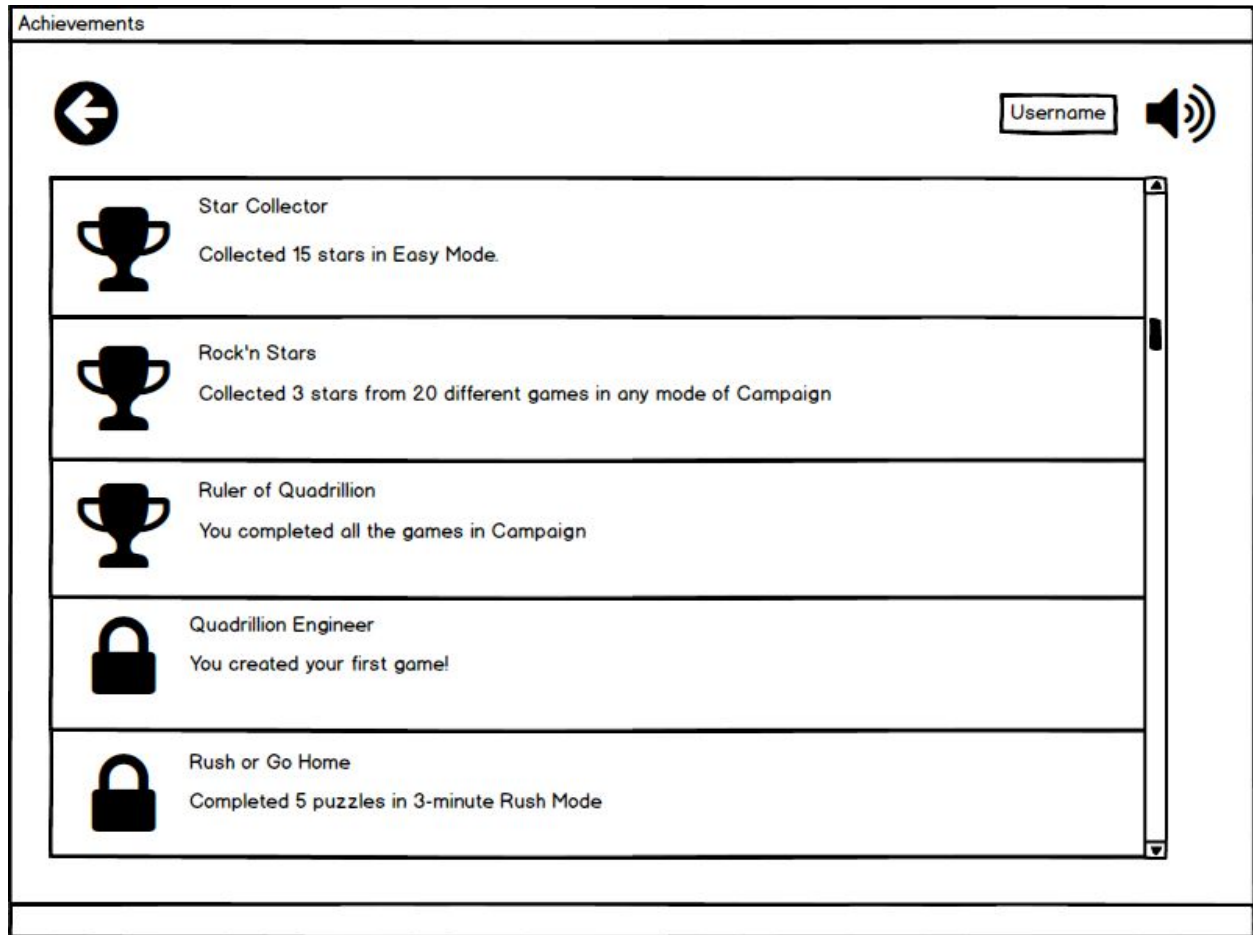 Achievements
Username
Star Collector
Collected 15 stars in Easy Mode.
Rock'n Stars
Collected 3 stars from 20 different games in any mode of Campaign
Ruler of Quadrillion
You completed all the games in Campaign
Quadrillion Engineer
You created your first game!
Rush or Go Home
Completed 5 puzzles in 3-minute Rush Mode